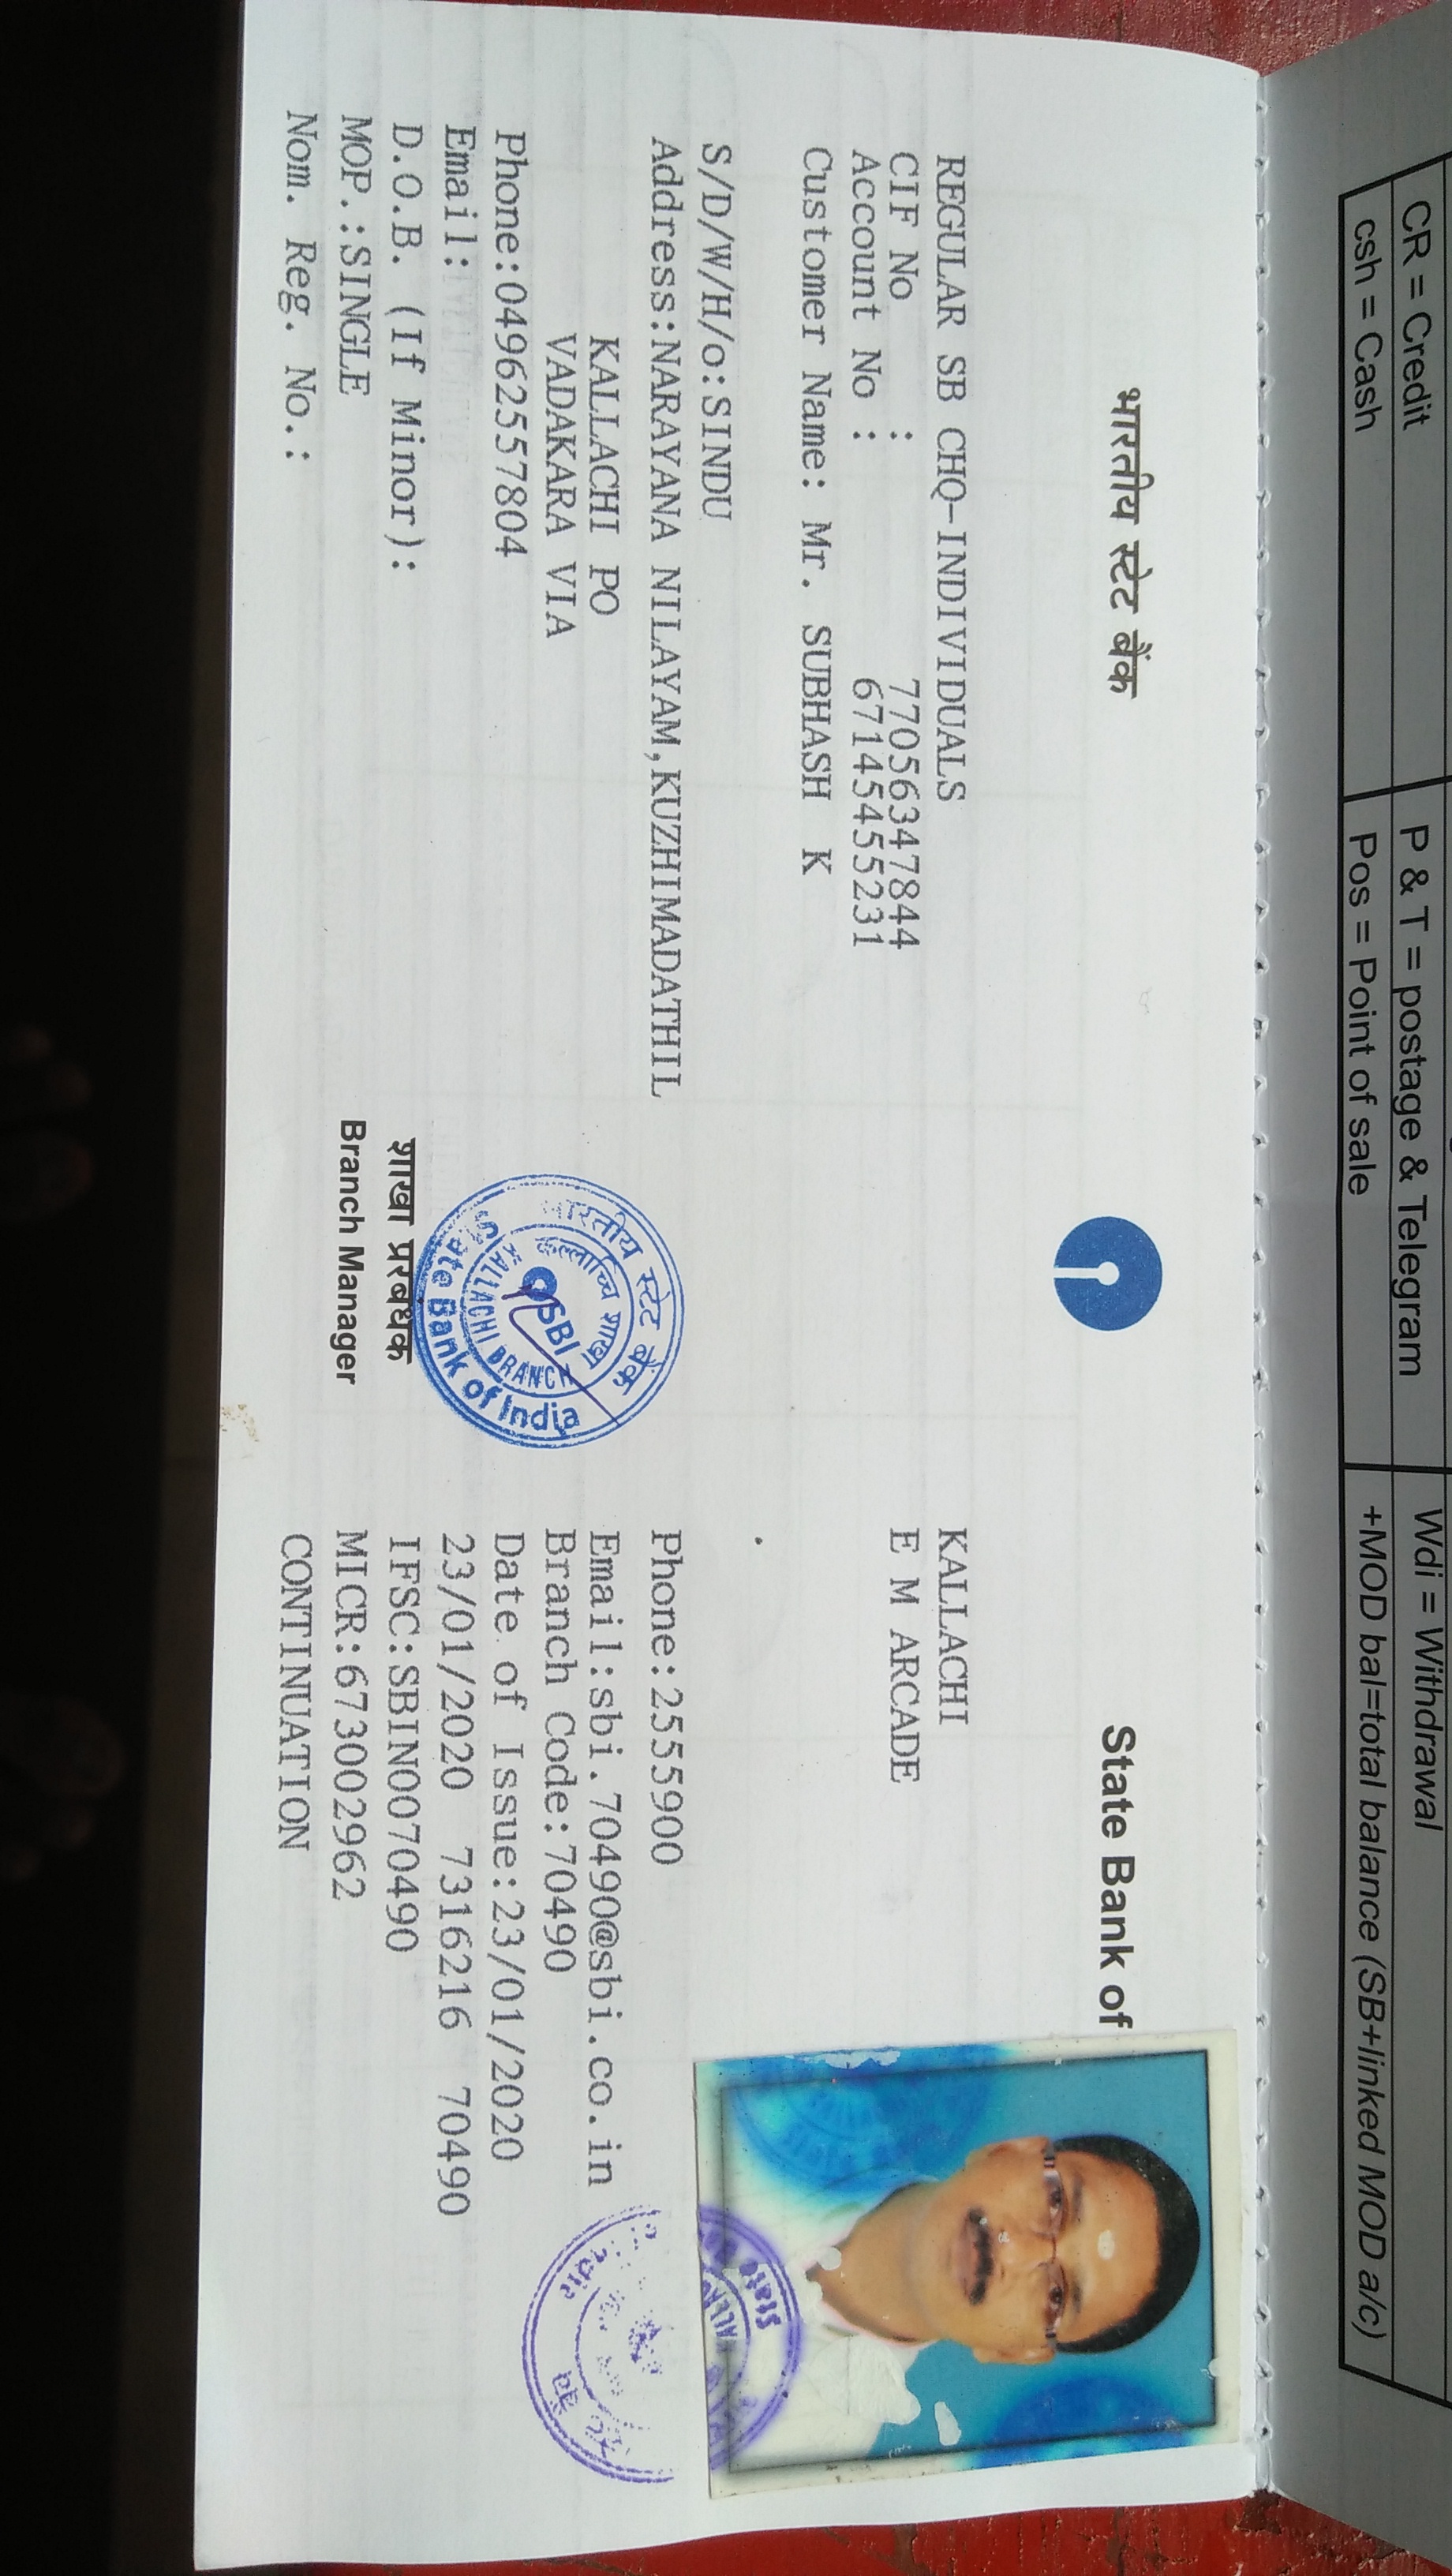 CR = Credit
P & T = postage & Telegram
Wdi = Withdrawal
csh = Cash
Pos = Point of sale
+MOD bal=total balance (SB+linked MOD a/c)
भारतीय स्टेट बैंक
State Bank of
REGULAR SB CHQ-INDIVIDUALS
CIF No : 77056347844
Account No : 67145455231
Customer Name: Mr. SUBHASH K
S/D/W/H/o:SINDU
Address:NARAYANA NILAYAM,KUZHIMADATHIL
KALLACHI PO
VADAKARA VIA
Phone:04962557804
Email:
D.O.B. (If Minor):
MOP.:SINGLE
Nom. Reg. No.:
भारतीय स्टेट बैंक
कल्लाच्चि शाखा
SBI
KALLACHI BRANCH
State Bank of India
शाखा प्ररबंधक
Branch Manager
KALLACHI
E M ARCADE
Phone:2555900
Email:sbi.70490@sbi.co.in
Branch Code:70490
Date of Issue:23/01/2020
23/01/2020 7316216 70490
IFSC:SBIN0070490
MICR:673002962
CONTINUATION
State